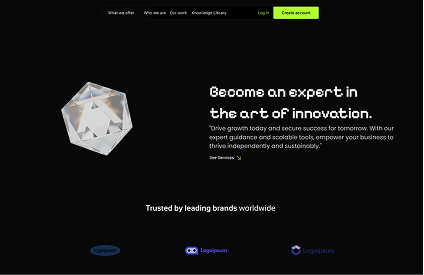 What we offer Who we are Our work Knowledge Library Log in Create account
Become an expert in
the art of innovation.
"Drive growth today and secure success for tomorrow. With our
expert guidance and scalable tools, empower your business to
thrive independently and sustainably."
See Services
Trusted by leading brands worldwide
logoipsum Logoipsum Logoipsum